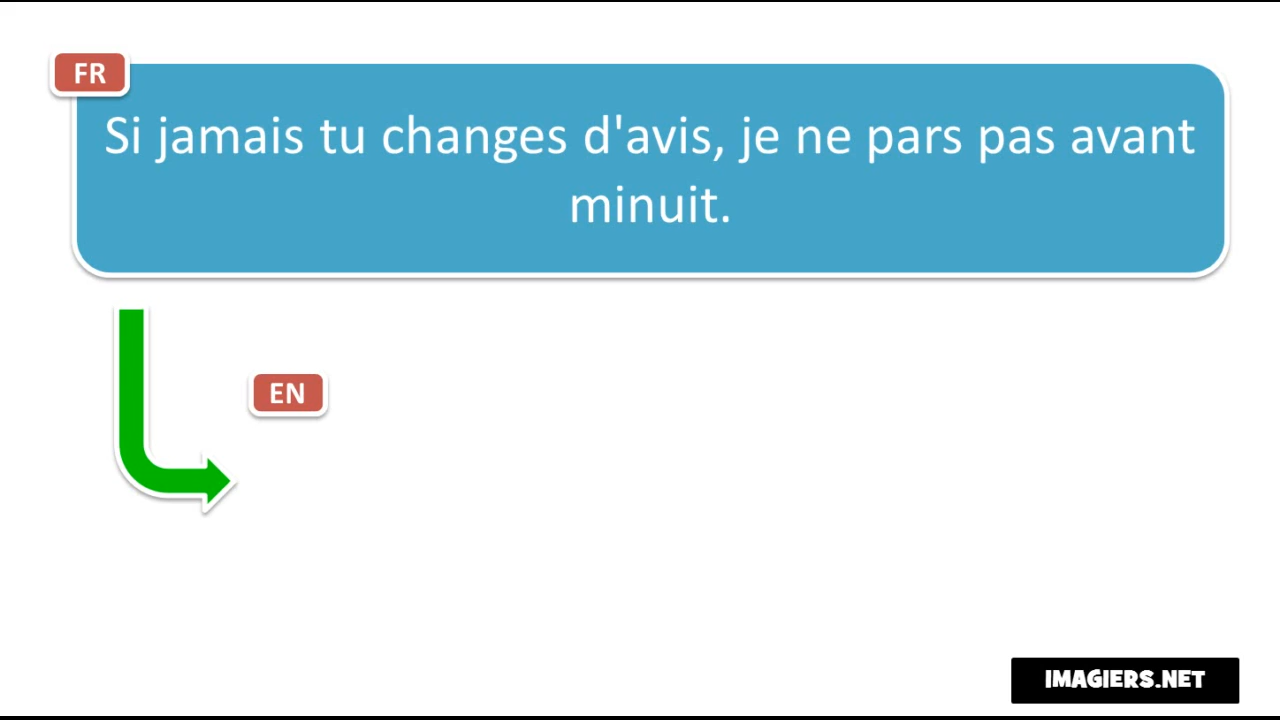 FR
Si jamais tu changes d'avis, je ne pars pas avant
minuit.
EN
IMAGIERS.NET